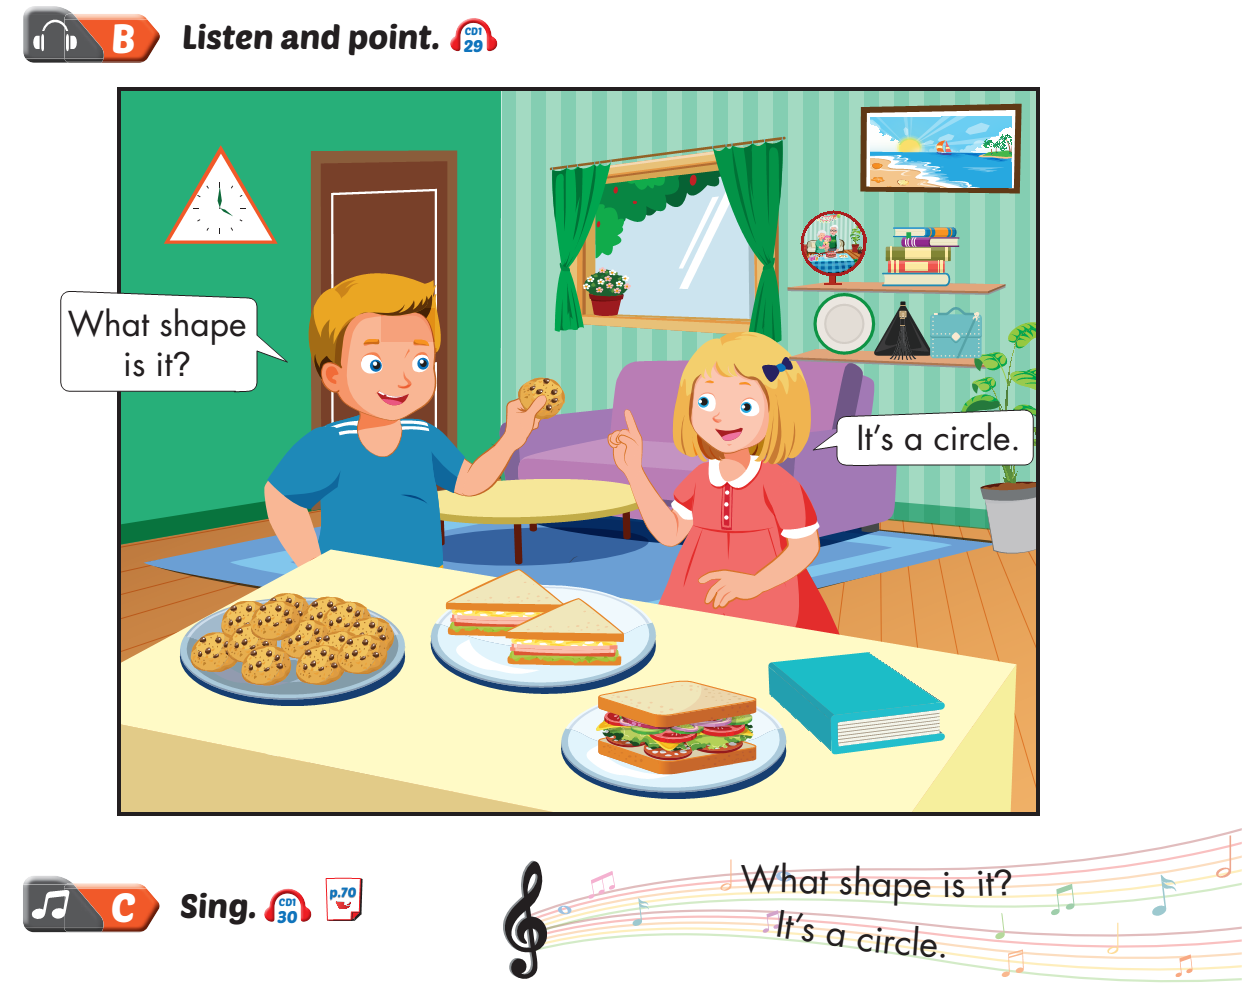 B Listen and point. CD1 29
What shape
is it?
It's a circle.
C Sing. CD1 30 p.70
What shape is it?
It's a circle.